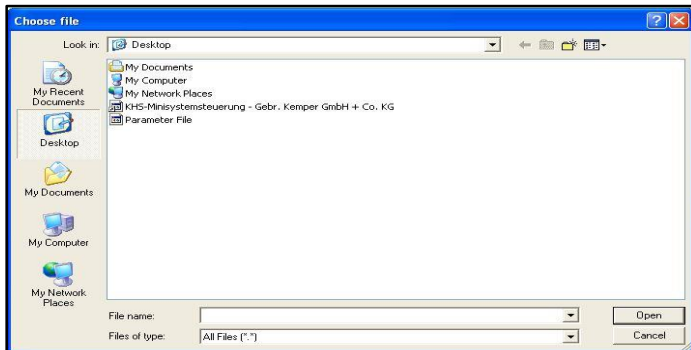 Choose file
Look in: Desktop
My Documents
My Computer
My Network Places
KHS-Minisystemsteuerung - Gebr. Kemper GmbH + Co. KG
Parameter File
My Recent
Documents
Desktop
My Documents
My Computer
My Network
Places
File name:
Open
Files of type: All Files (*.*)
Cancel